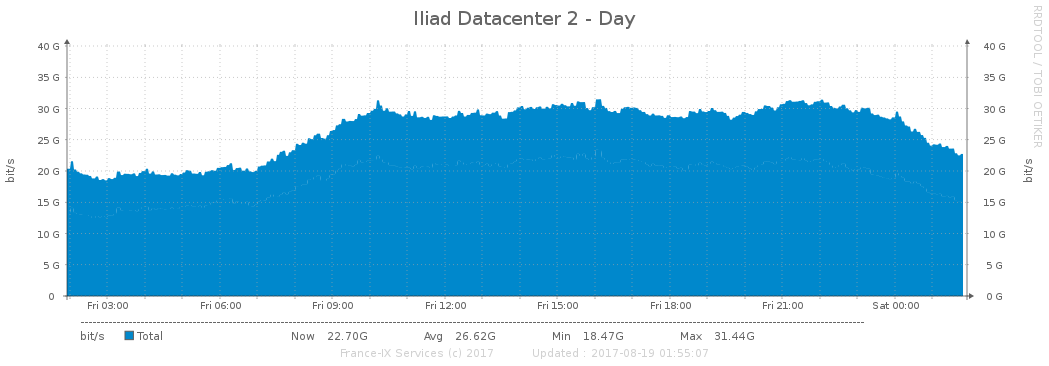 Iliad Datacenter 2 - Day
RRDTOOL / TOBI OETIKER
bit/s
40 G
35 G
30 G
25 G
20 G
15 G
10 G
5 G
0
40 G
35 G
30 G
25 G
20 G
15 G
10 G
5 G
0 G
bit/s
Fri 03:00 Fri 06:00 Fri 09:00 Fri 12:00 Fri 15:00 Fri 18:00 Fri 21:00 Sat 00:00
bit/s Total Now 22.70G Avg 26.62G Min 18.47G Max 31.44G
France-IX Services (c) 2017 Updated : 2017-08-19 01:55:07